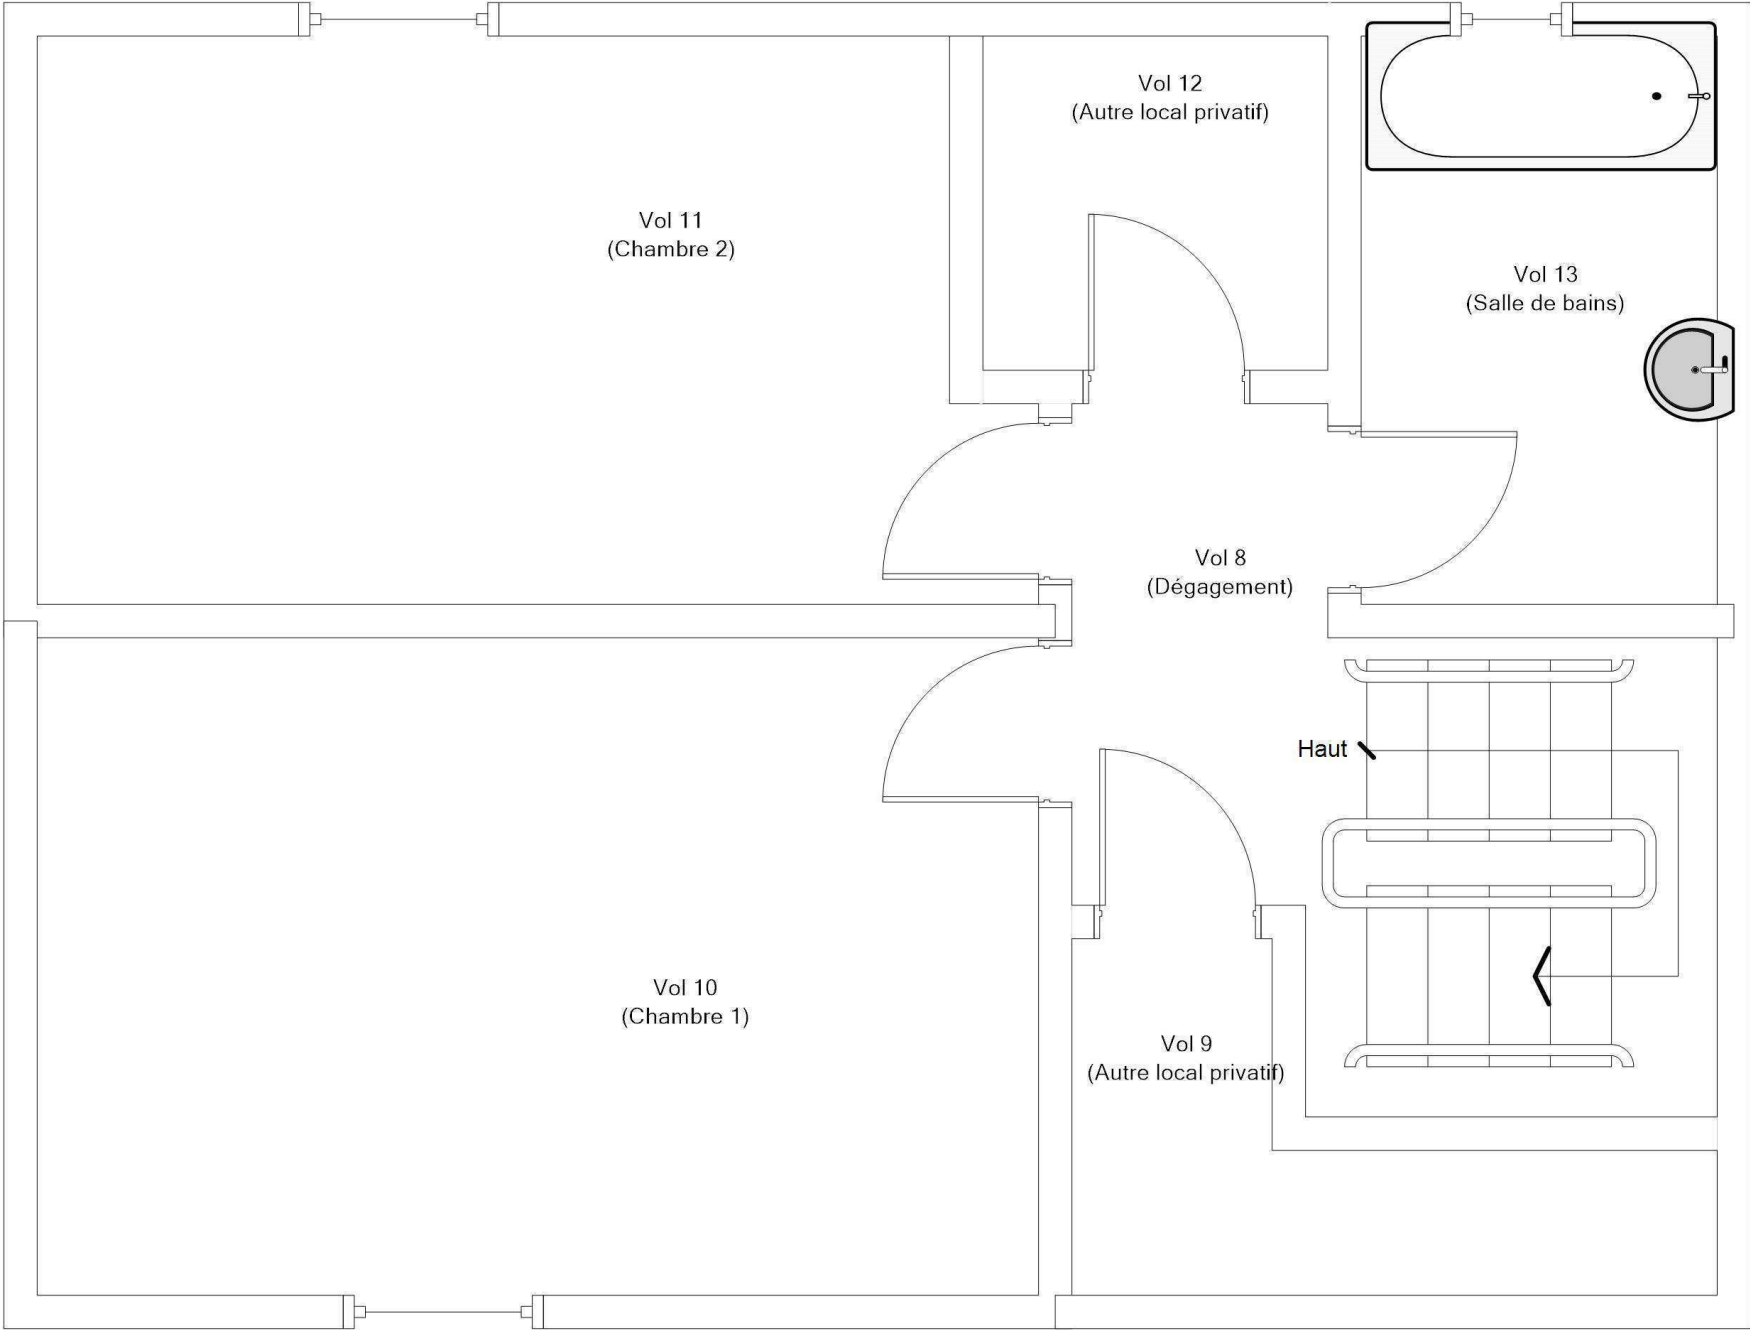 Vol 12
(Autre local privatif)
Vol 11
(Chambre 2)
Vol 13
(Salle de bains)
Vol 8
(Dégagement)
Haut
Vol 10
(Chambre 1)
Vol 9
(Autre local privatif)